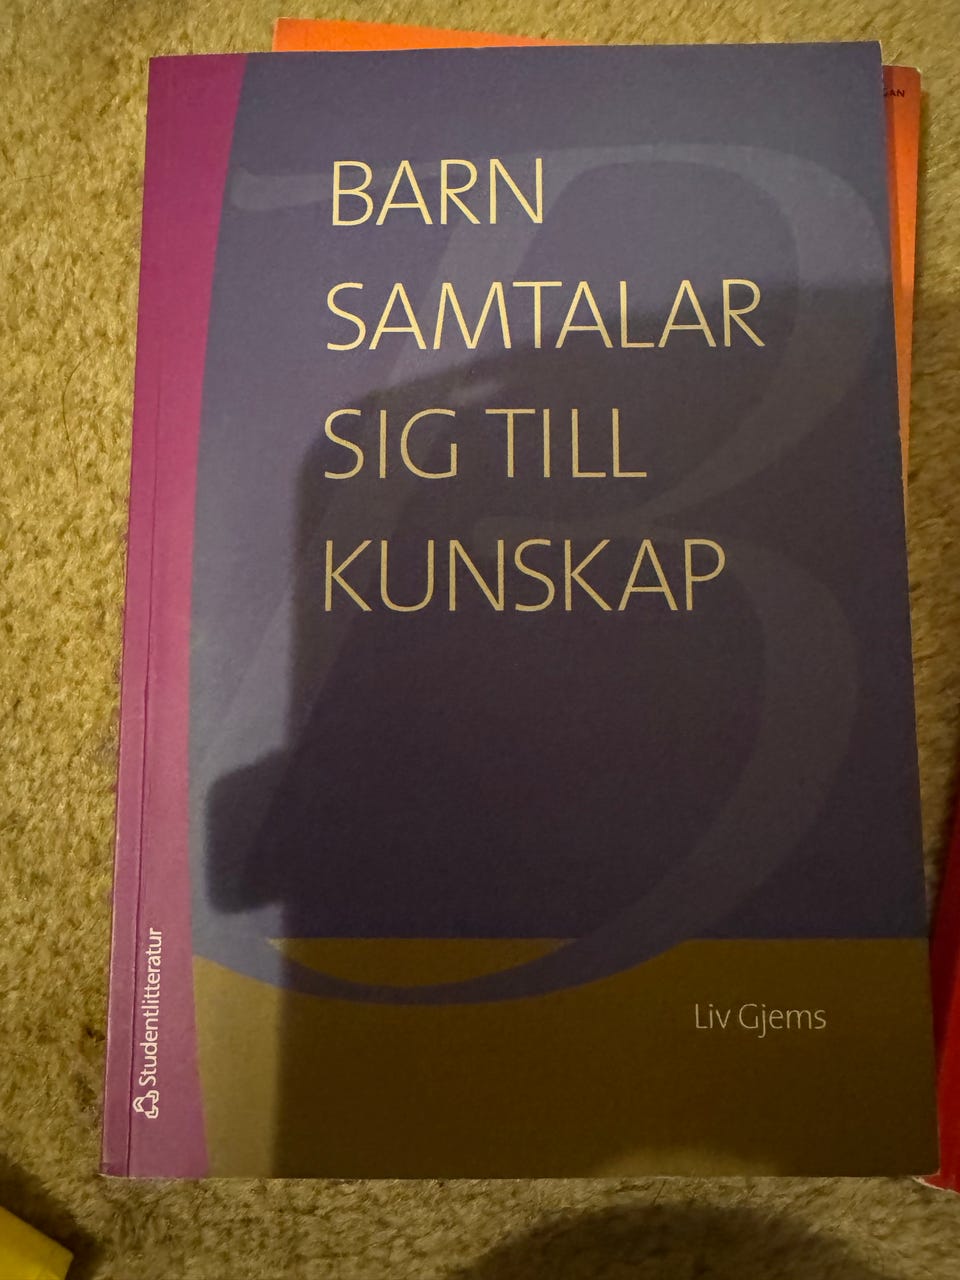 BARN
SAMTALAR
SIG TILL
KUNSKAP
Liv Gjems
Studentlitteratur